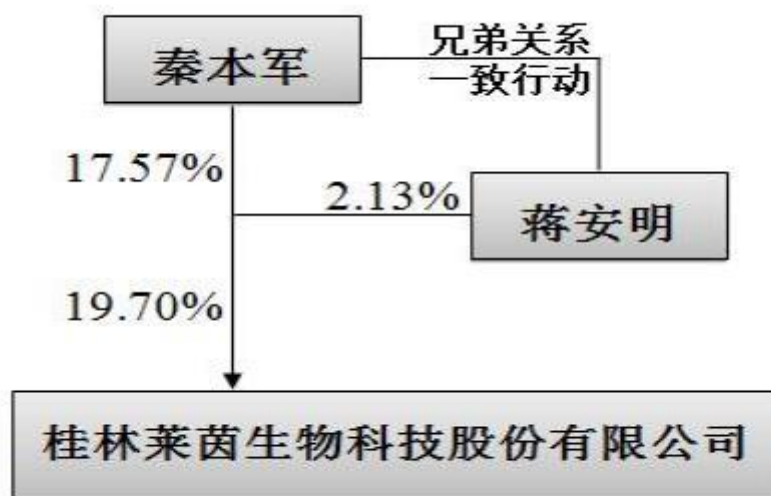 秦本军
兄弟关系
一致行动
17.57%
2.13%
蒋安明
19.70%
桂林莱茵生物科技股份有限公司